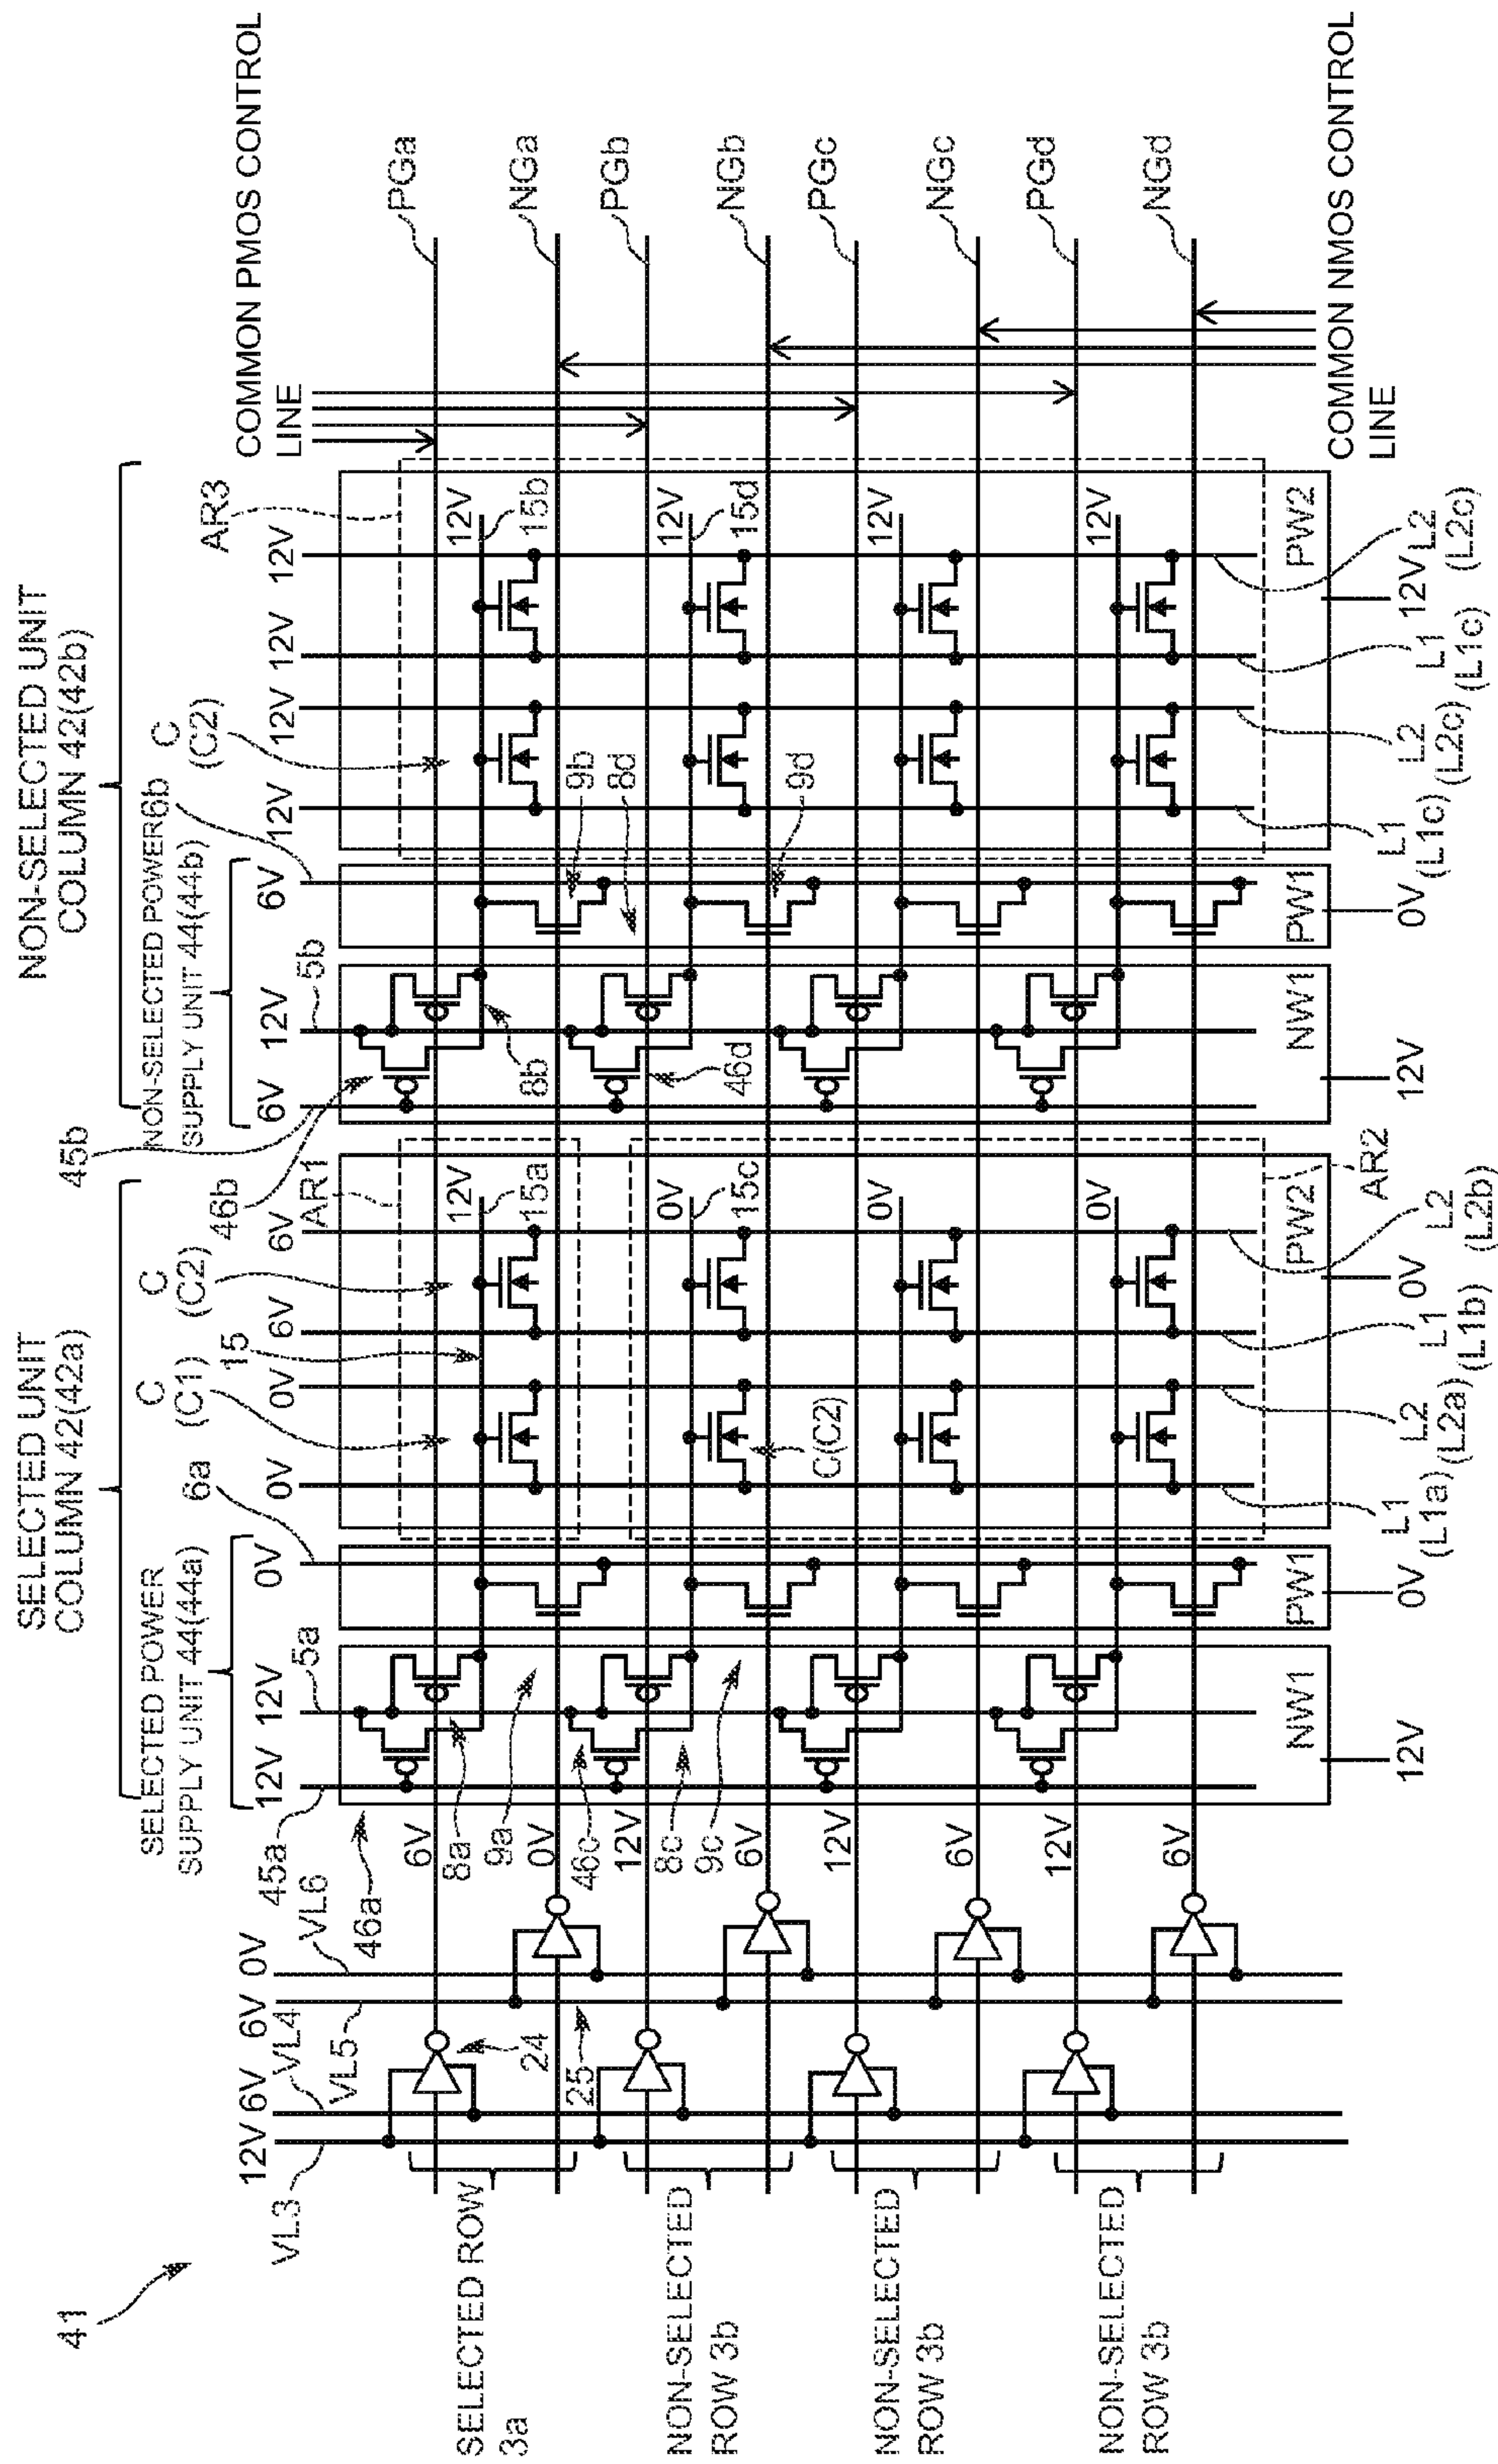 41
SELECTED UNIT
COLUMN 42(42a)
NON-SELECTED UNIT
COLUMN 42(42b)
SELECTED POWER
SUPPLY UNIT 44(44a)
NON-SELECTED POWER
SUPPLY UNIT 44(44b)
COMMON PMOS CONTROL
LINE
12V
6V
VL4
6V
0V
VL3
VL5
VL6
45a
46a
12V
12V
5a
0V
6a
0V
C
(C1)
0V
15
6V
C
(C2)
6V
46b
45b
AR1
6V
12V
5b
6V
6b
12V
C
(C2)
12V
12V
12V
AR3
PGa
NGa
PGb
NGb
PGc
NGc
PGd
NGd
SELECTED ROW
3a
24
6V
8a
9a
0V
12V
15a
8b
9b
8d
12V
15b
25
NON-SELECTED
ROW 3b
46c
12V
8c
9c
6V
0V
15c
C(C2)
46d
9d
12V
15d
NON-SELECTED
ROW 3b
12V
6V
0V
12V
NON-SELECTED
ROW 3b
12V
6V
0V
12V
NW1
PW1
PW2
NW1
PW1
PW2
12V
0V
L1
(L1a)
L2
(L2a)
L1
(L1b)
0V
L2
(L2b)
AR2
12V
0V
L1
(L1c)
L2
(L2c)
L1
(L1c)
12V
L2
(L2c)
COMMON NMOS CONTROL
LINE